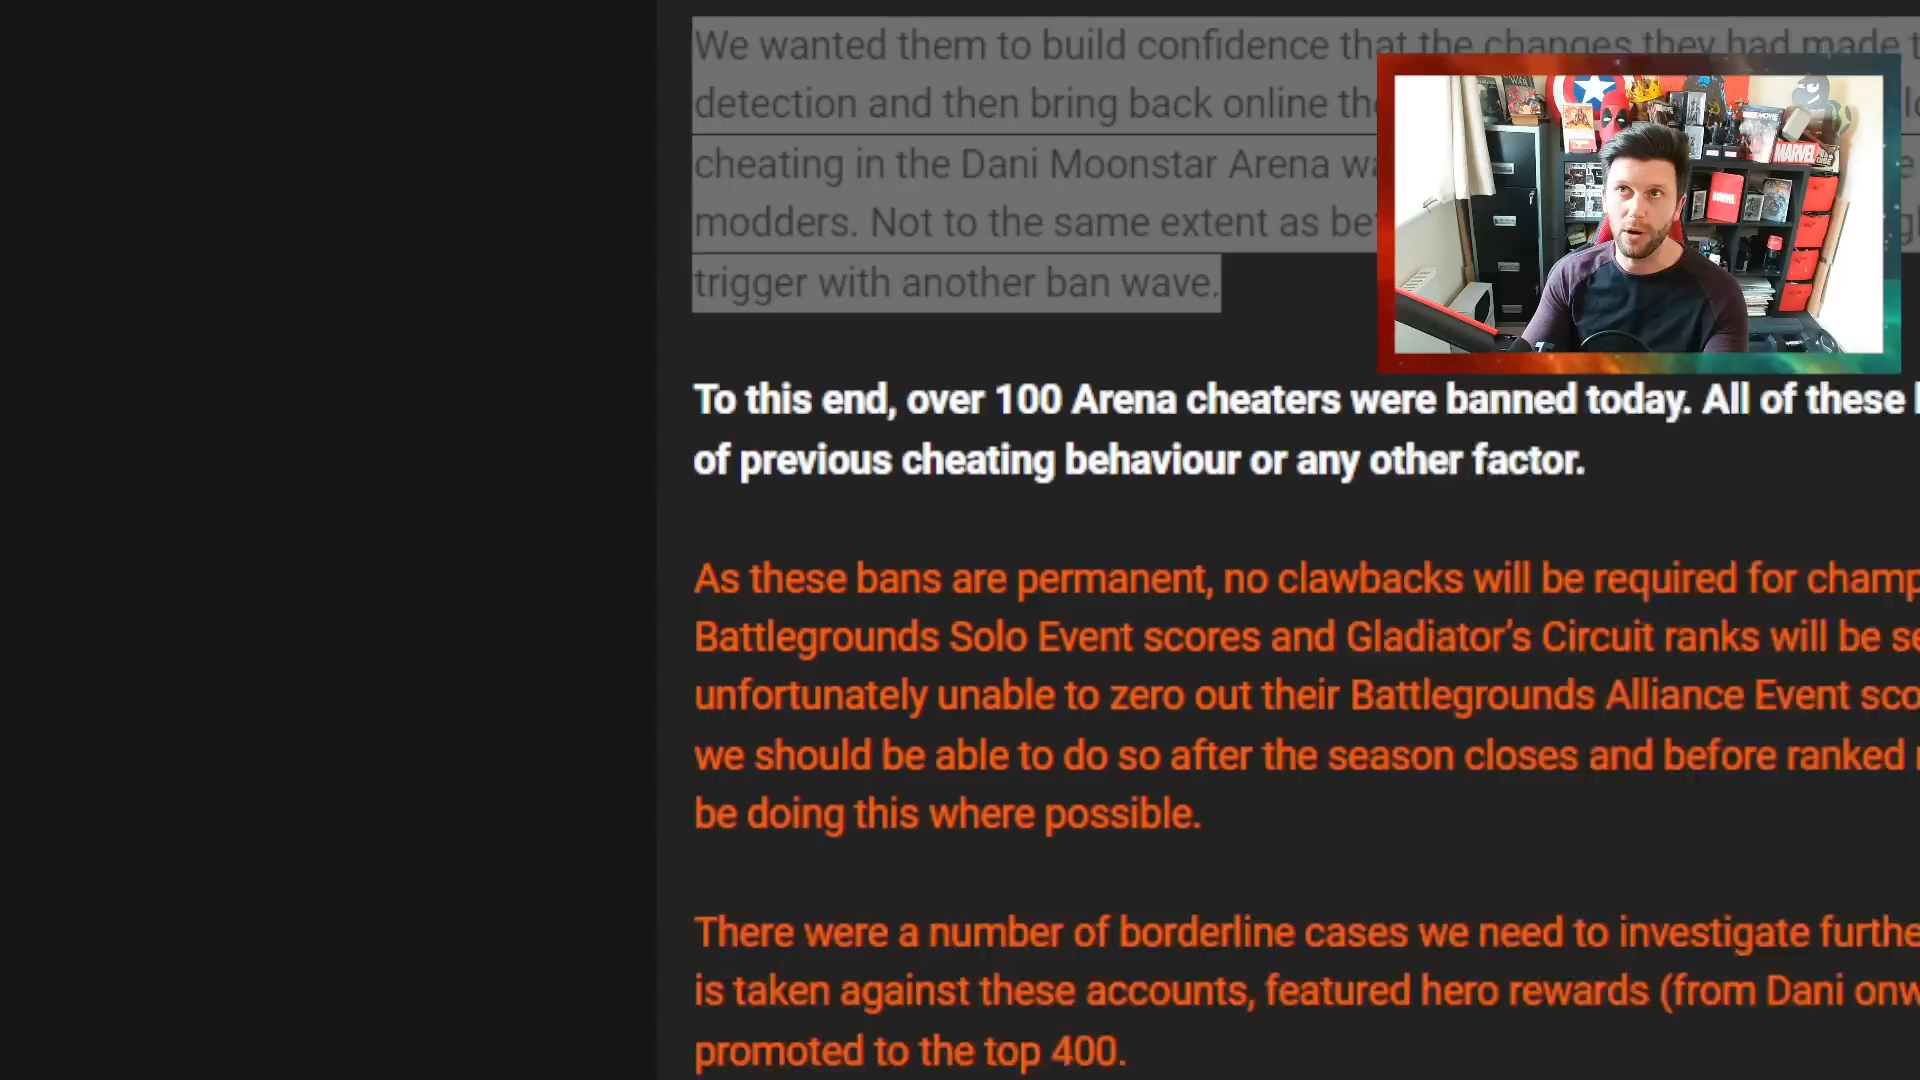 We wanted them to build confidence that the changes they had made
detection and then bring back online
cheating in the Dani Moonstar Arena
modders. Not to the same extent as
trigger with another ban wave.
To this end, over 100 Arena cheaters were banned today. All of these
of previous cheating behaviour or any other factor.
As these bans are permanent, no clawbacks will be required for champ
Battlegrounds Solo Event scores and Gladiator’s Circuit ranks will be se
unfortunately unable to zero out their Battlegrounds Alliance Event sco
we should be able to do so after the season closes and before ranked
be doing this where possible.
There were a number of borderline cases we need to investigate furthe
is taken against these accounts, featured hero rewards (from Dani onw
promoted to the top 400.
MARVEL
MARVEL